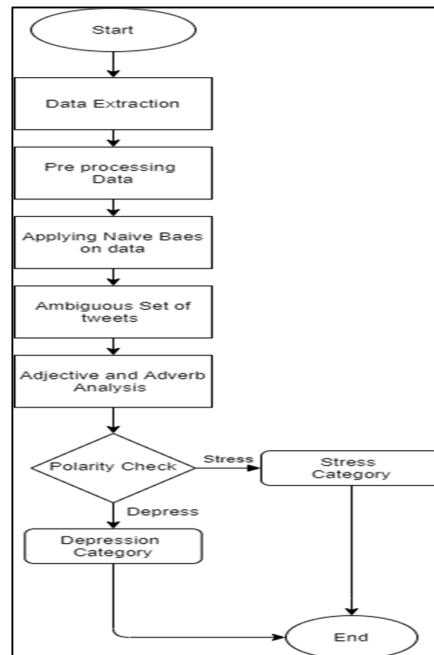 Start
Data Extraction
Pre processing
Data
Applying Naive Baes
on data
Ambiguous Set of
tweets
Adjective and Adverb
Analysis
Polarity Check
Stress
Stress
Category
Depress
Depression
Category
End